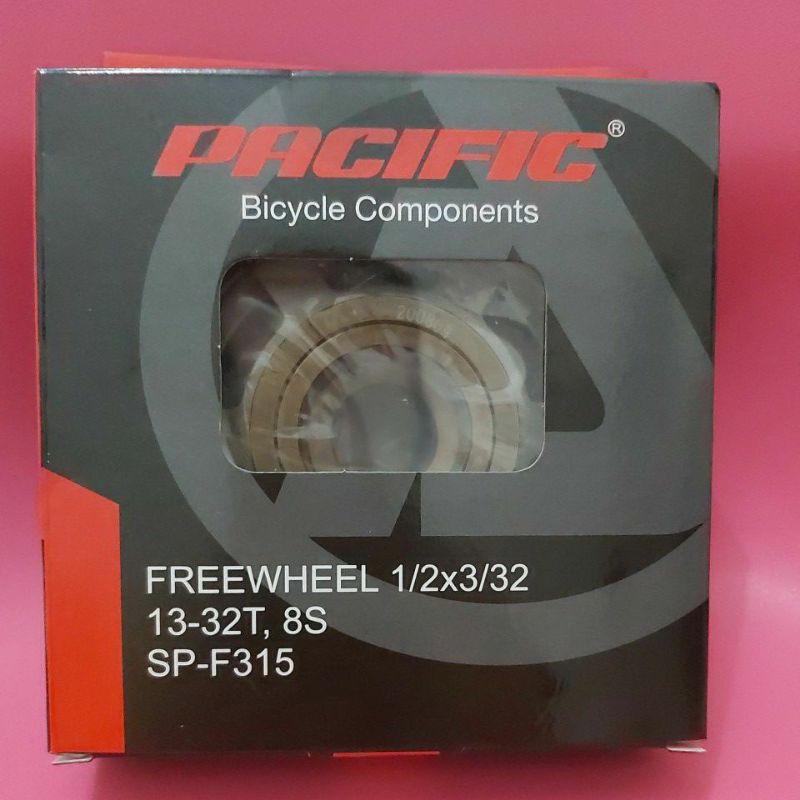 PACIFIC®
Bicycle Components
FREEWHEEL 1/2x3/32
13-32T, 8S
SP-F315